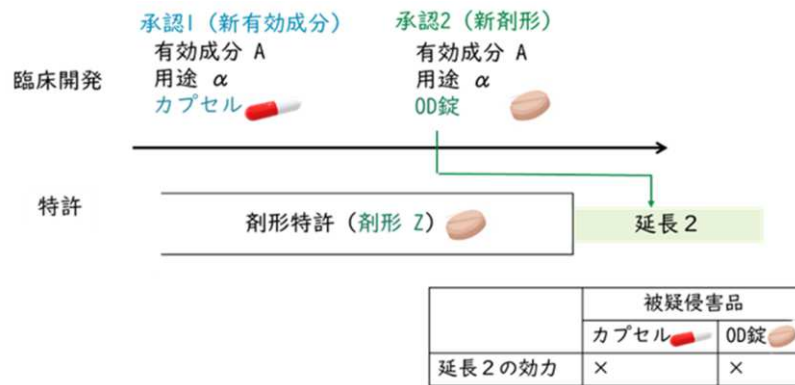 承認1（新有効成分）
有効成分 A
用途 α
カプセル
承認2（新剤形）
有効成分 A
用途 α
OD錠
臨床開発
特許
剤形特許（剤形 Z）
延長2
被疑侵害品
カプセル OD錠
延長2の効力 × ×